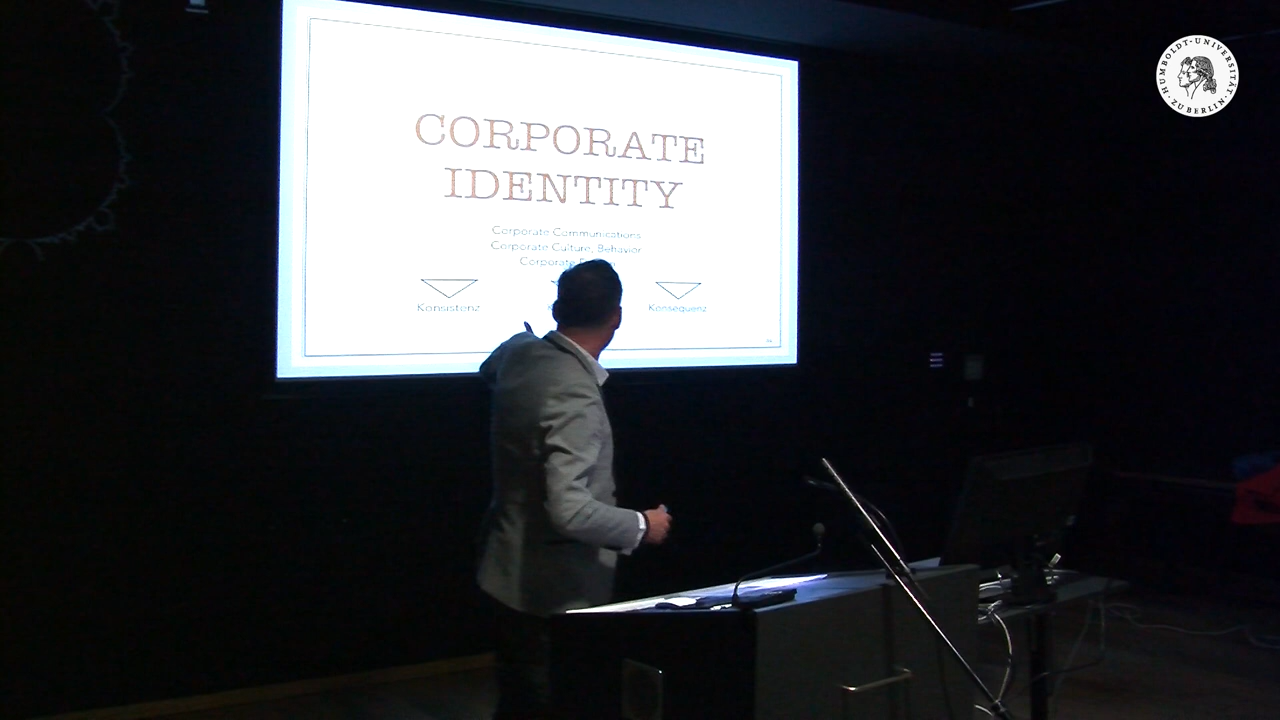 CORPORATE
IDENTITY
Corporate Communications
Corporate Culture, Behavior
Corporate
Konsistenz
Konsequenz
HUMBOLDT-UNIVERSITÄT ZU BERLIN